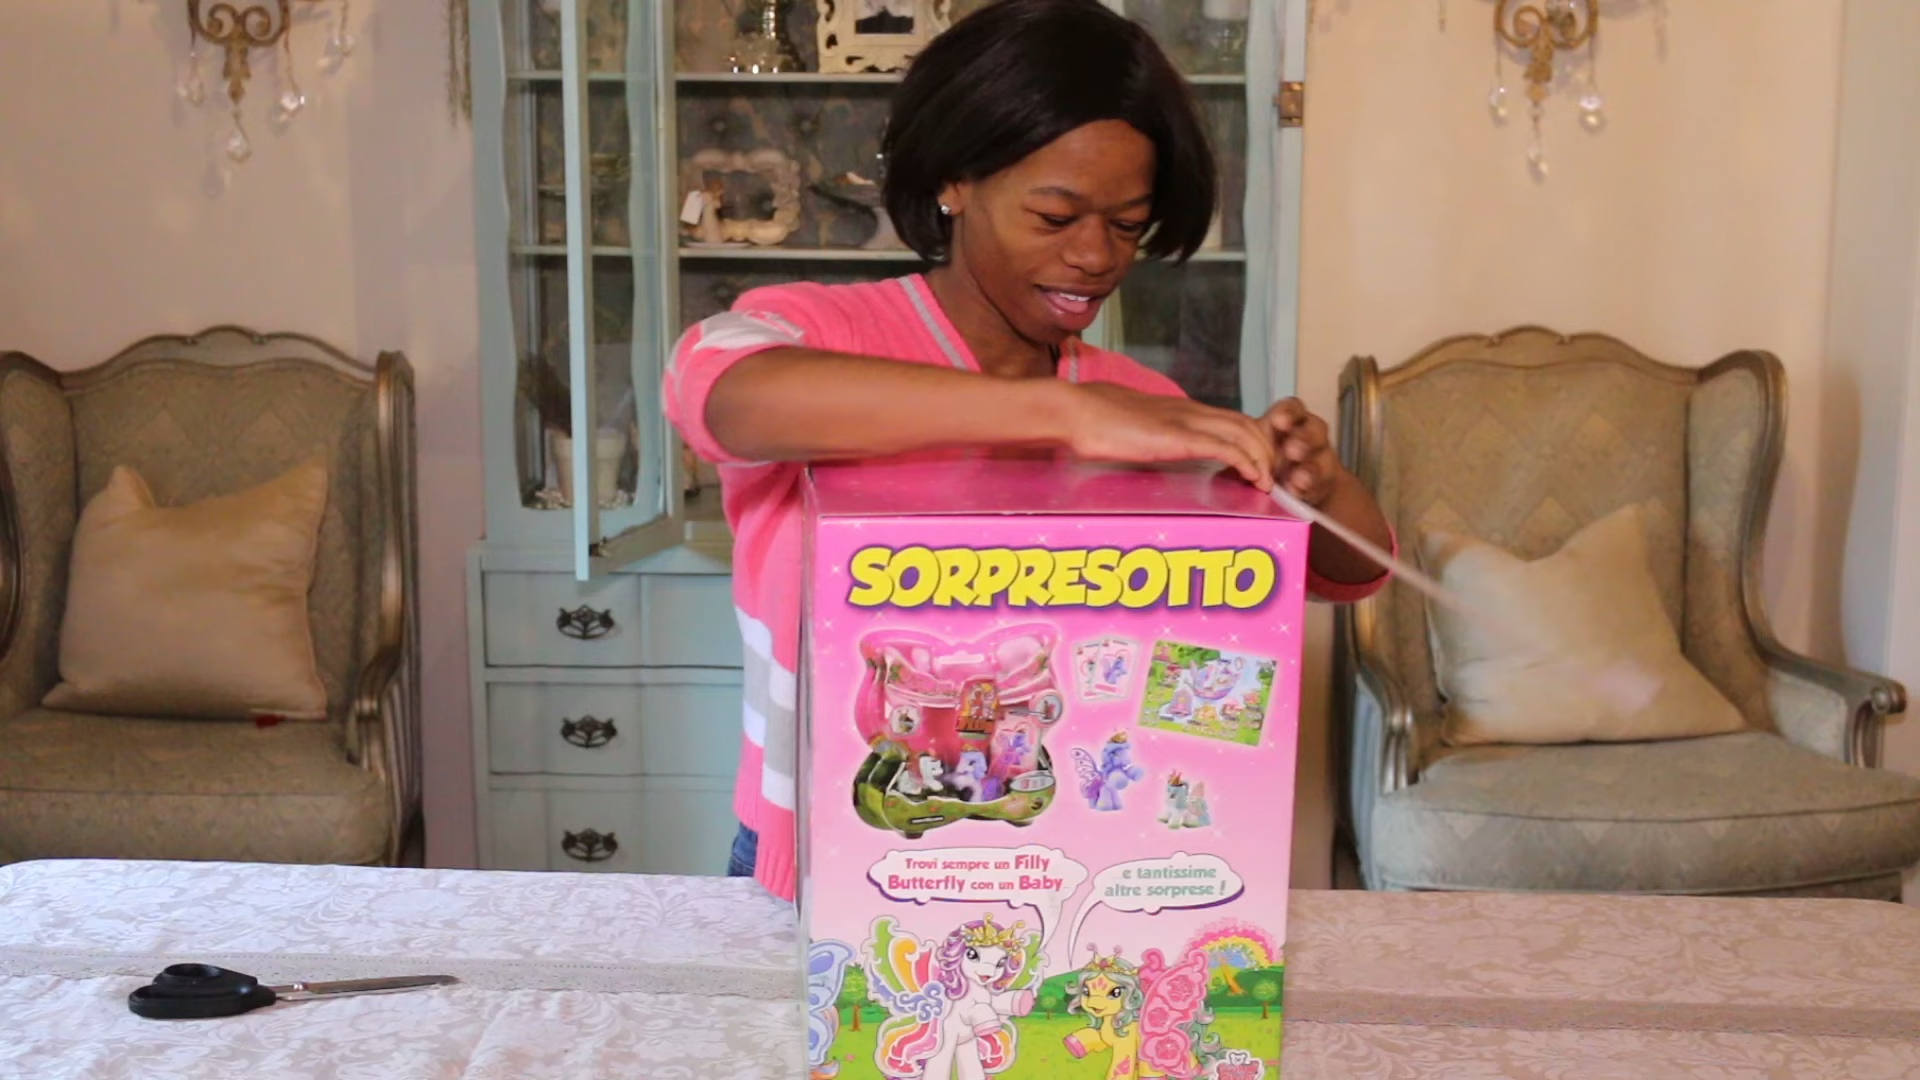 SORPRESOTTO
Trovi sempre un Filly
Butterfly con un Baby
e tantissime
altre sorprese !